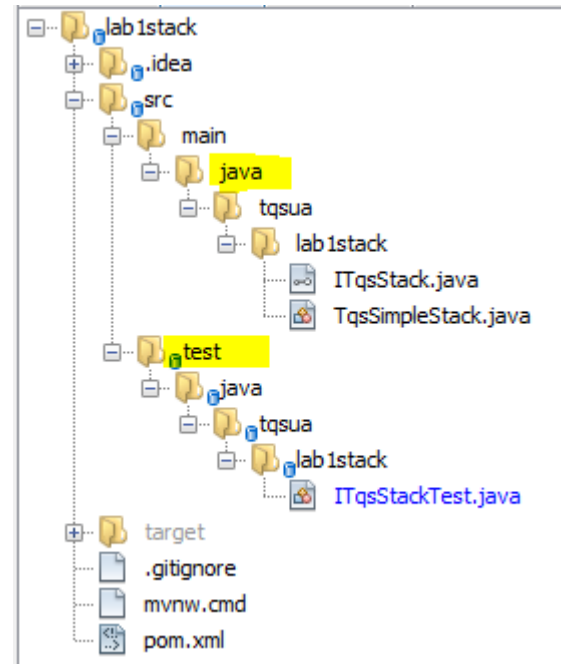 lab1stack
.idea
src
main
java
tqsua
lab1stack
ITqsStack.java
TqsSimpleStack.java
test
java
tqsua
lab1stack
ITqsStackTest.java
target
.gitignore
mvnw.cmd
pom.xml